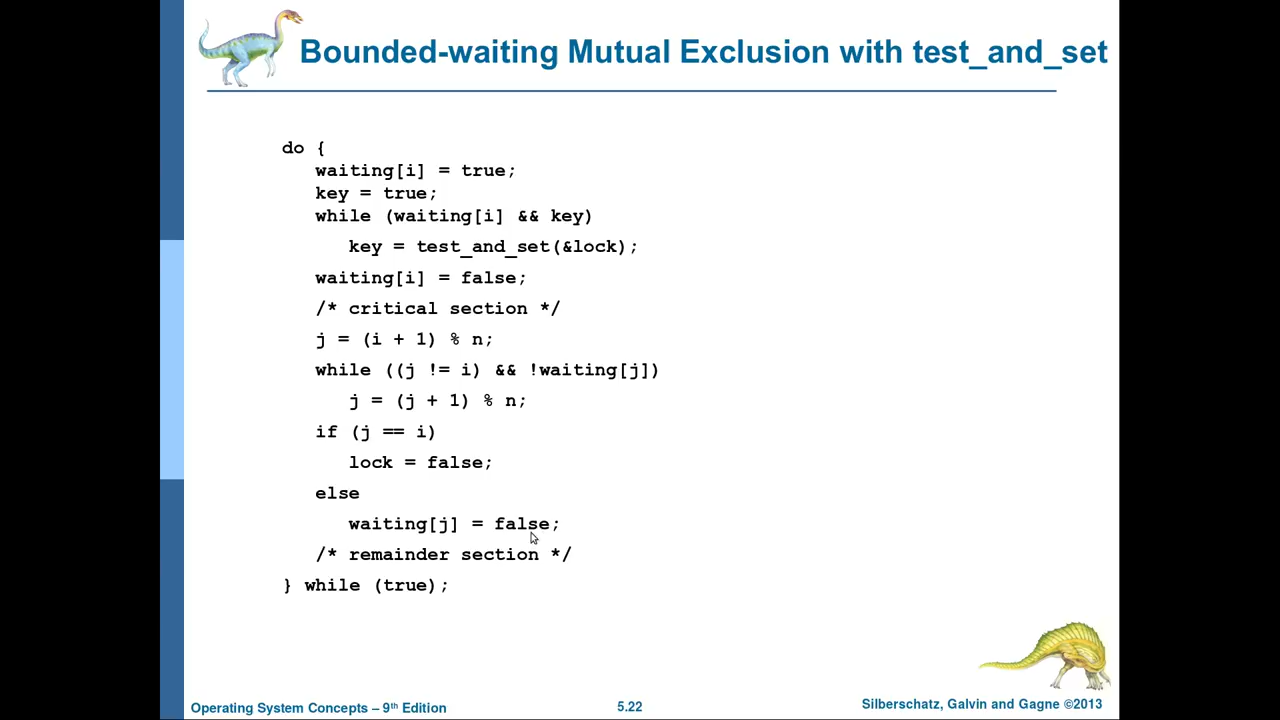 Bounded-waiting Mutual Exclusion with test_and_set
do {
waiting[i] = true;
key = true;
while (waiting[i] && key)
key = test_and_set(&lock);
waiting[i] = false;
/* critical section */
j = (i + 1) % n;
while ((j != i) && !waiting[j])
j = (j + 1) % n;
if (j == i)
lock = false;
else
waiting[j] = false;
/* remainder section */
} while (true);
Operating System Concepts – 9th Edition
5.22
Silberschatz, Galvin and Gagne ©2013